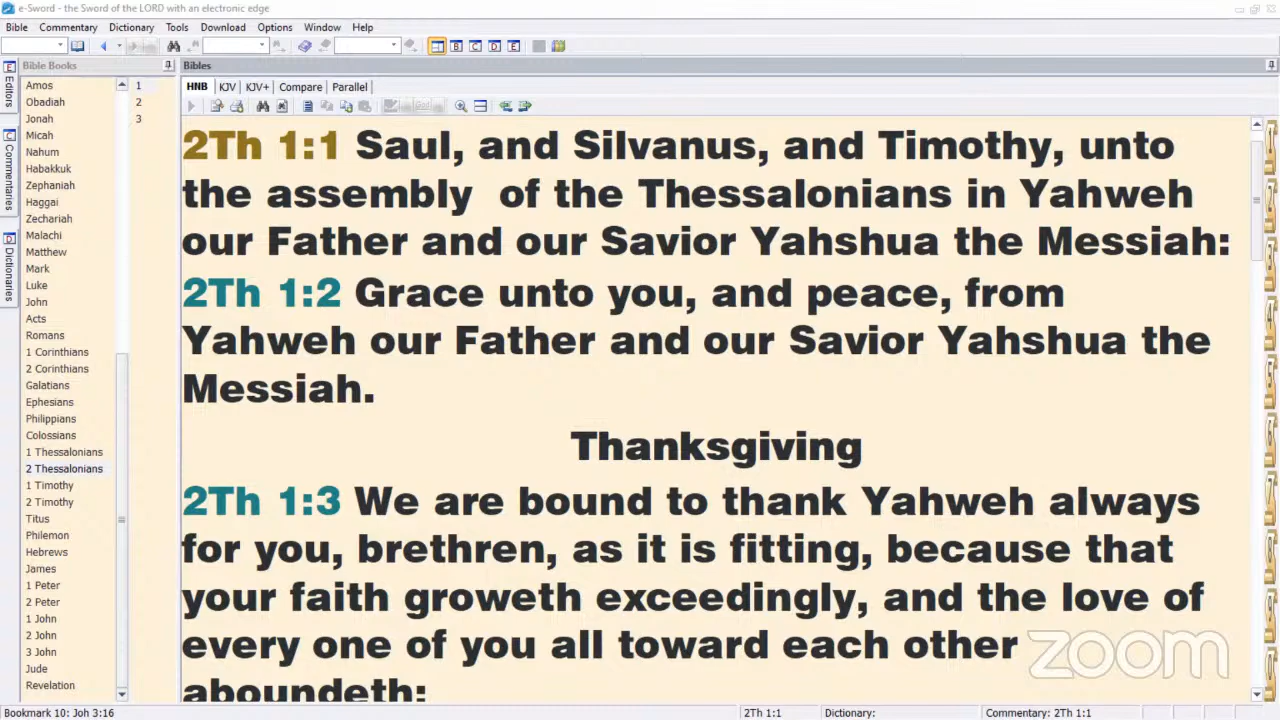 e-Sword - the Sword of the LORD with an electronic edge
Bible Commentary Dictionary Tools Download Options Window Help
B C D E
Bible Books
Bibles
E Editors
C Commentaries
D Dictionaries
Amos
Obadiah
Jonah
Micah
Nahum
Habakkuk
Zephaniah
Haggai
Zechariah
Malachi
Matthew
Mark
Luke
John
Acts
Romans
1 Corinthians
2 Corinthians
Galatians
Ephesians
Philippians
Colossians
1 Thessalonians
2 Thessalonians
1 Timothy
2 Timothy
Titus
Philemon
Hebrews
James
1 Peter
2 Peter
1 John
2 John
3 John
Jude
Revelation
1
2
3
HNB KJV KJV+ Compare Parallel
2Th 1:1 Saul, and Silvanus, and Timothy, unto
the assembly  of the Thessalonians in Yahweh
our Father and our Savior Yahshua the Messiah:
2Th 1:2 Grace unto you, and peace, from
Yahweh our Father and our Savior Yahshua the
Messiah.
Thanksgiving
2Th 1:3 We are bound to thank Yahweh always
for you, brethren, as it is fitting, because that
your faith groweth exceedingly, and the love of
every one of you all toward each other
aboundeth:
zoom
Bookmark 10: Joh 3:16
2Th 1:1
Dictionary:
Commentary: 2Th 1:1